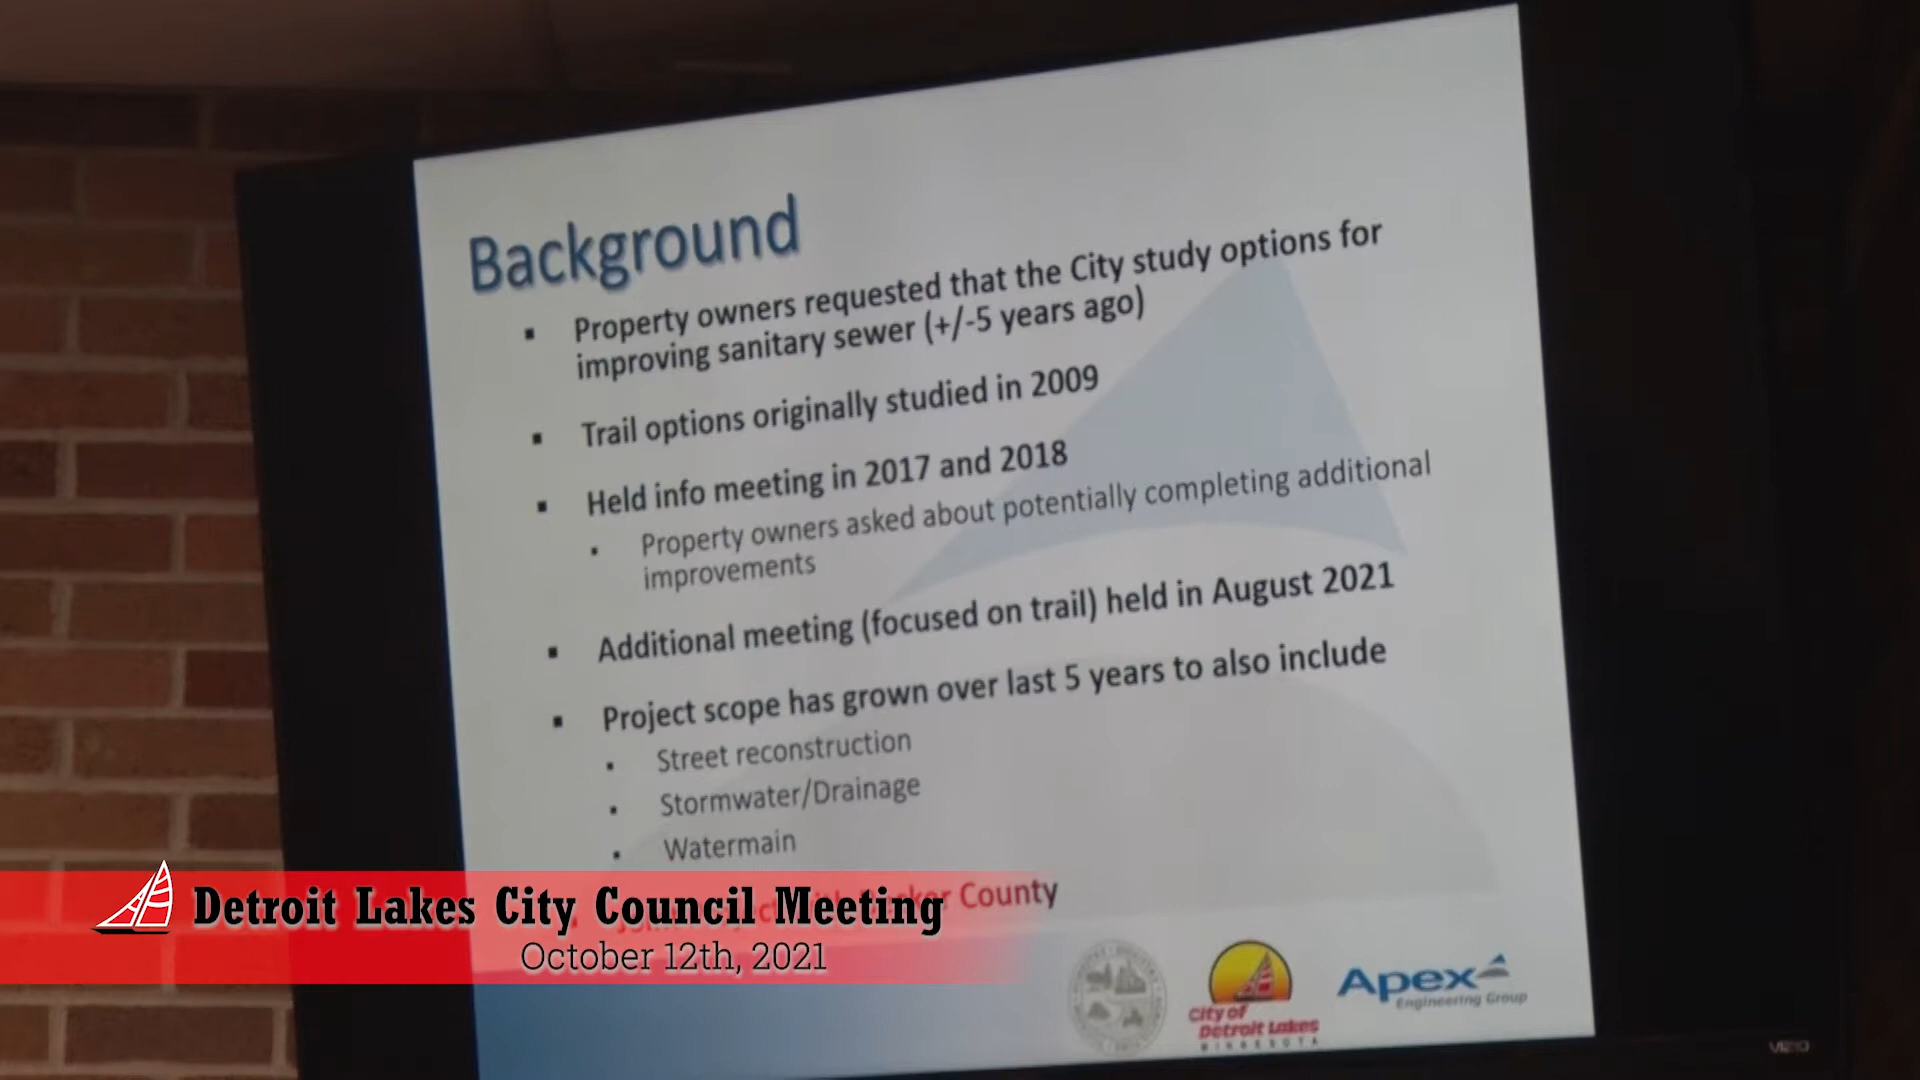 Background
▪ Property owners requested that the City study options for
improving sanitary sewer (+/-5 years ago)
▪ Trail options originally studied in 2009
▪ Held info meeting in 2017 and 2018
▪ Property owners asked about potentially completing additional
improvements
▪ Additional meeting (focused on trail) held in August 2021
▪ Project scope has grown over last 5 years to also include
▪ Street reconstruction
▪ Stormwater/Drainage
▪ Watermain
County
Detroit Lakes City Council Meeting
October 12th, 2021
City of
Detroit Lakes
MINNESOTA
Apex
Engineering Group
VIZIO